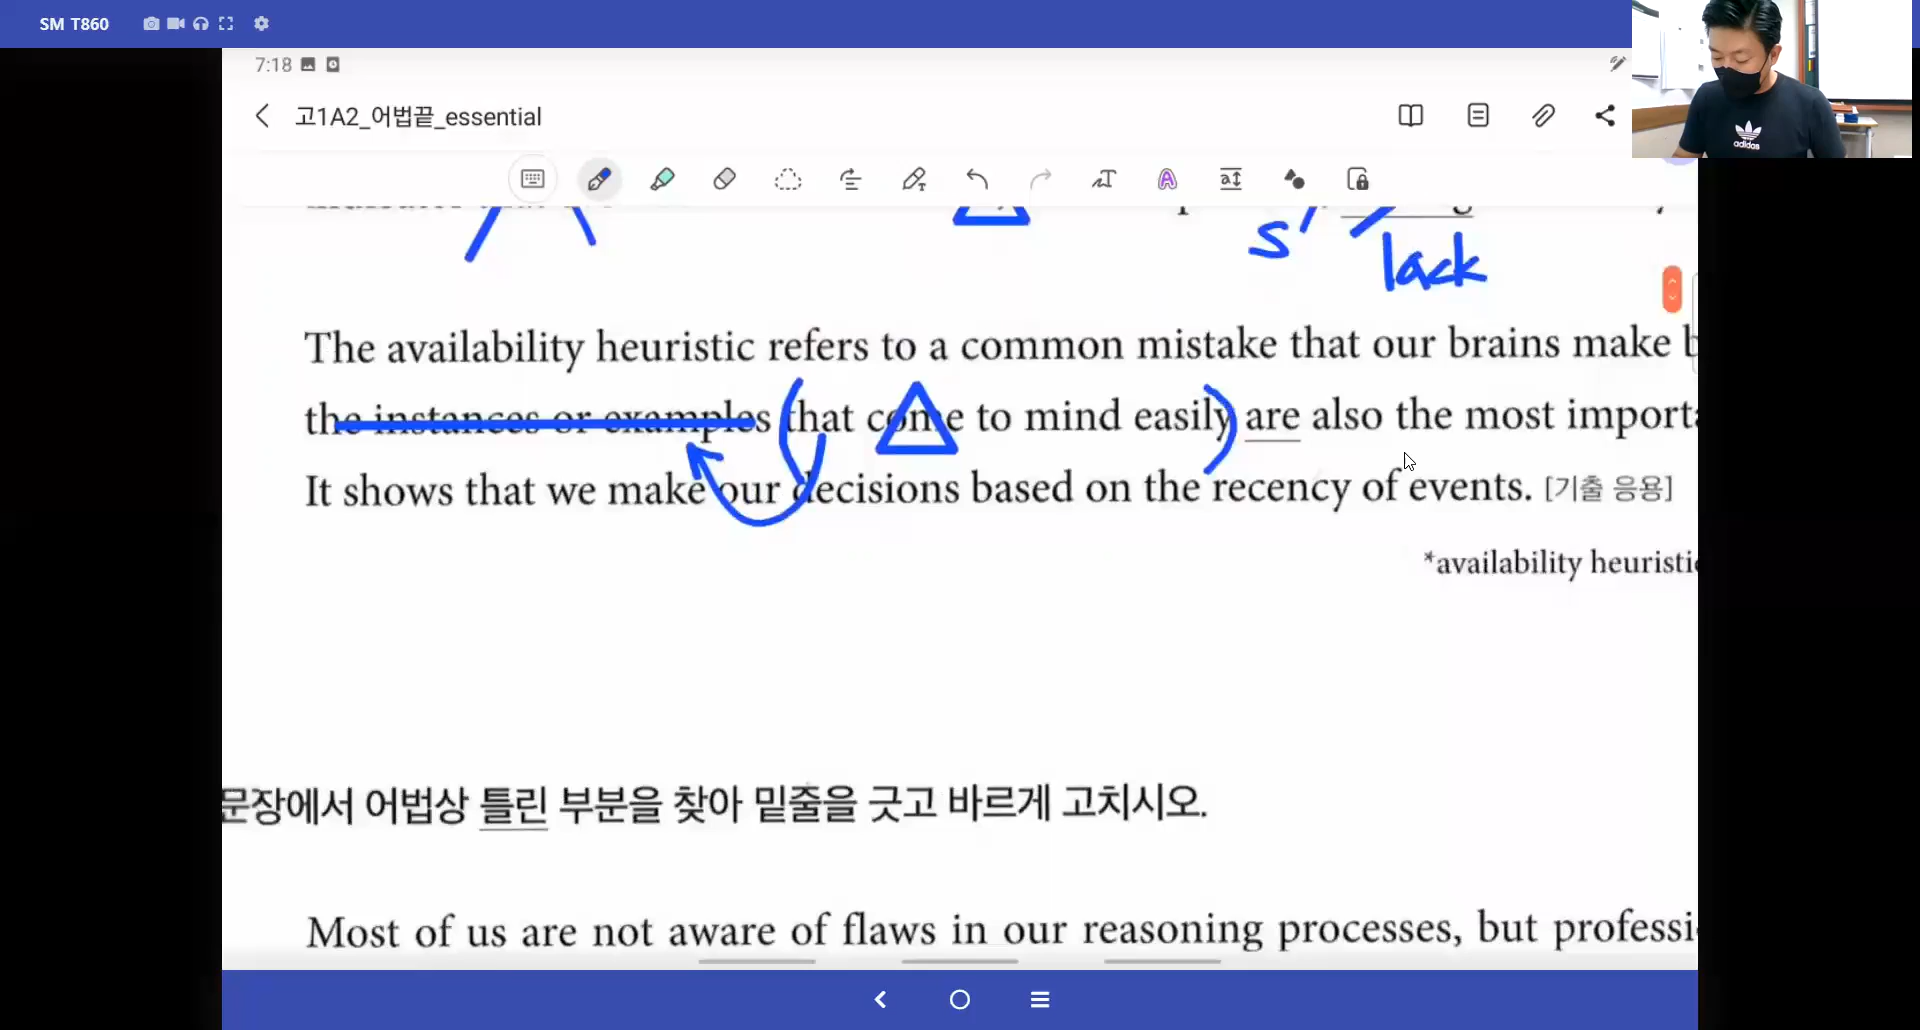 SM T860
7:18
고1A2_어법끝_essential
adidas
s
lack
The availability heuristic refers to a common mistake that our brains make
the instances or examples that come to mind easily are also the most
It shows that we make our decisions based on the recency of events. [기출 응용]
*availability
문장에서 어법상 틀린 부분을 찾아 밑줄을 긋고 바르게 고치시오.
Most of us are not aware of flaws in our reasoning processes, but